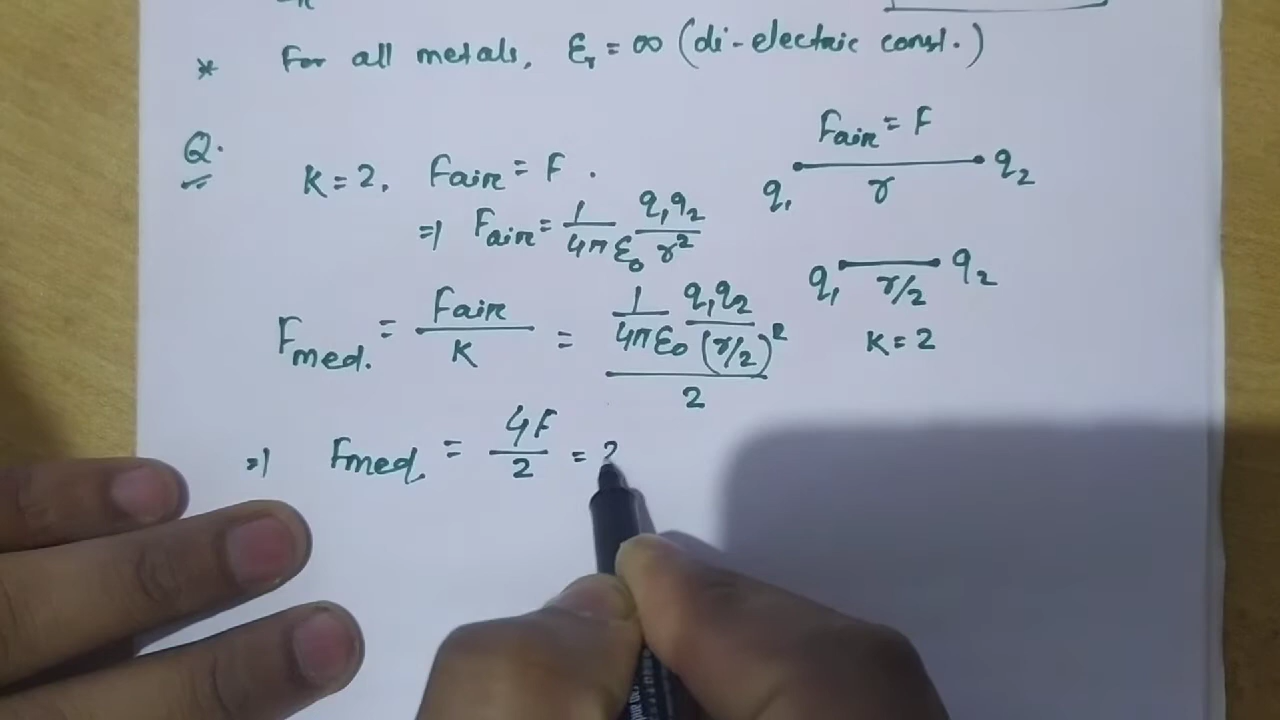 * For all metals, εᵣ = ∞ (di-electric const.)
Q. K = 2, Fair = F .
Fair = F
q₁ r q₂
=) Fair = 1/4πε₀ q₁q₂/r²
q₁ r/2 q₂
K = 2
Fmed. = Fair/K = 1/4πε₀ q₁q₂/(r/2)² / 2
=) Fmed. = 4F/2 = 2